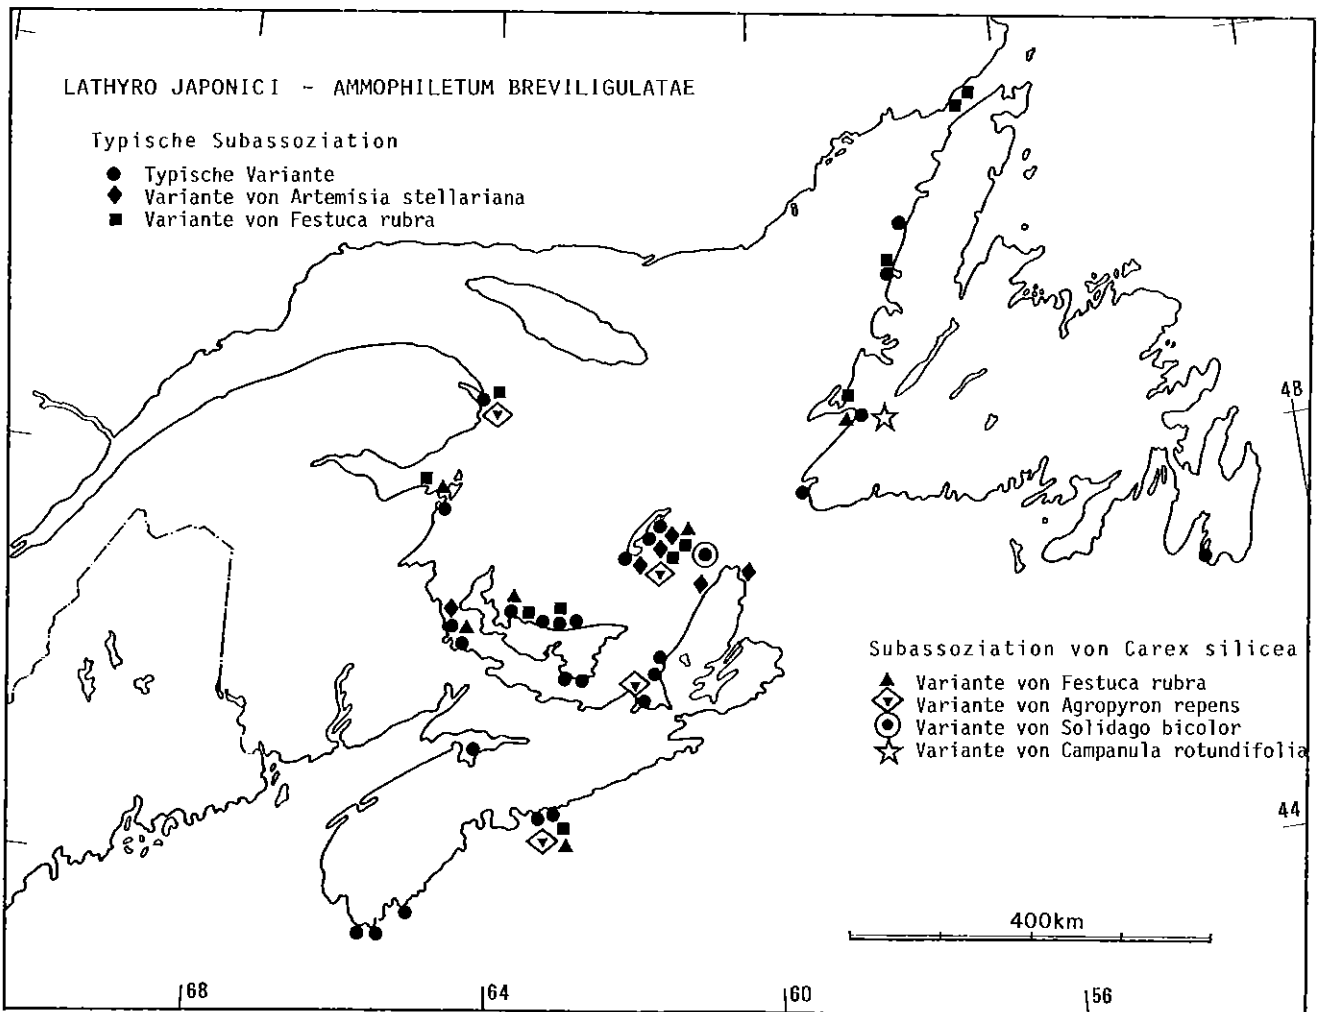 LATHYRO JAPONICI - AMMOPHILETUM BREVILIGULATAE
Typische Subassoziation
Typische Variante
Variante von Artemisia stellariana
Variante von Festuca rubra
48
Subassoziation von Carex silicea
Variante von Festuca rubra
Variante von Agropyron repens
Variante von Solidago bicolor
Variante von Campanula rotundifolia
44
400km
68
64
60
56